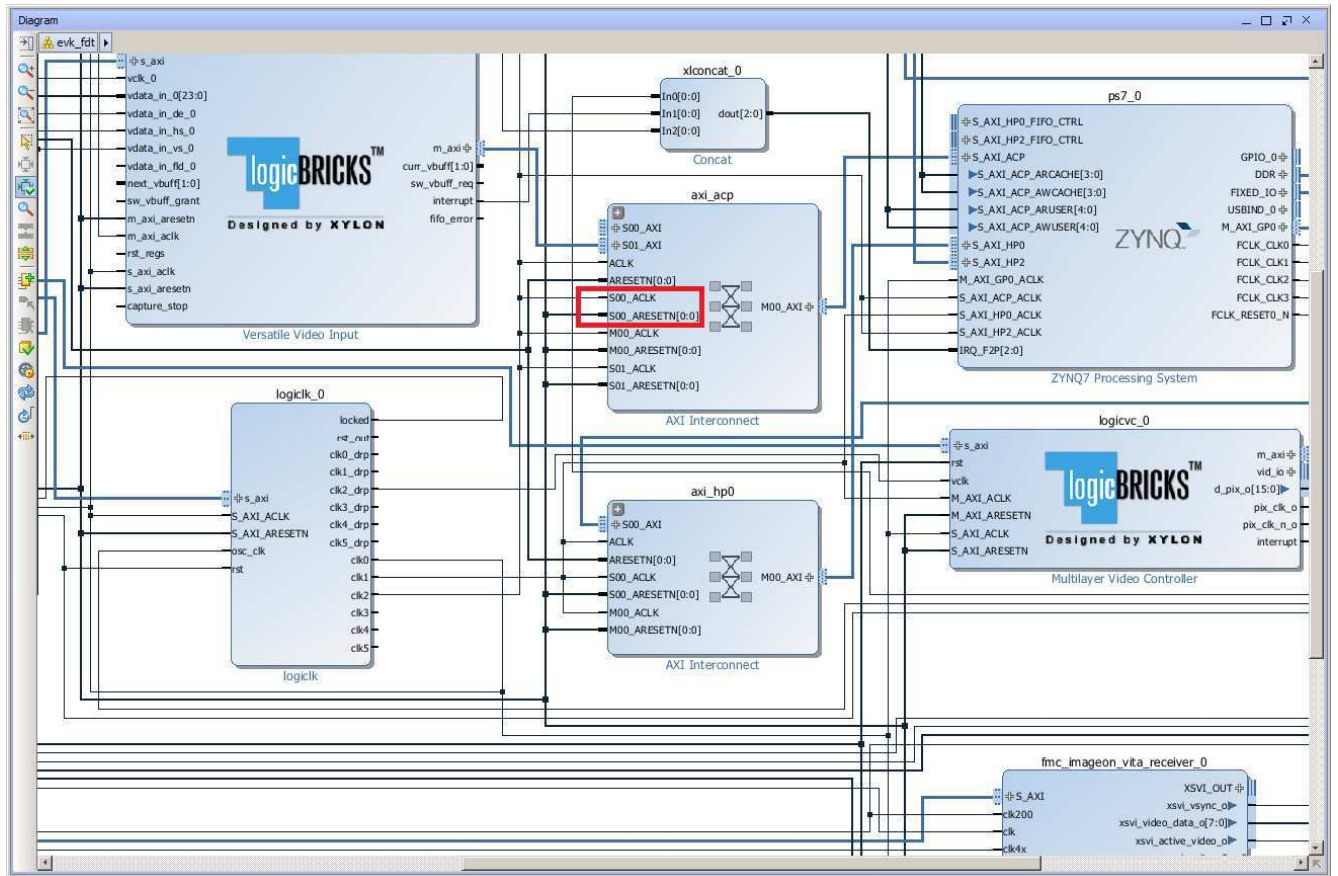 Diagram
evk_fdt
s_axi
vclk_0
vdata_in_0[23:0]
vdata_in_de_0
vdata_in_hs_0
vdata_in_vs_0
vdata_in_fld_0
next_vbuff[1:0]
sw_vbuff_grant
m_axi_aresetn
m_axi_aclk
rst_regs
s_axi_aclk
s_axi_aresetn
capture_stop
logicBRICKS™
Designed by XYLON
m_axi
curr_vbuff[1:0]
sw_vbuff_req
interrupt
fifo_error
Versatile Video Input
xlconcat_0
In0[0:0]
In1[0:0]
In2[0:0]
dout[2:0]
Concat
axi_acp
S00_AXI
S01_AXI
ACLK
ARESETN[0:0]
S00_ACLK
S00_ARESETN[0:0]
M00_ACLK
M00_ARESETN[0:0]
S01_ACLK
S01_ARESETN[0:0]
M00_AXI
AXI Interconnect
ps7_0
S_AXI_HP0_FIFO_CTRL
S_AXI_HP2_FIFO_CTRL
S_AXI_ACP
S_AXI_ACP_ARCACHE[3:0]
S_AXI_ACP_AWCACHE[3:0]
S_AXI_ACP_ARUSER[4:0]
S_AXI_ACP_AWUSER[4:0]
S_AXI_HP0
S_AXI_HP2
M_AXI_GP0_ACLK
S_AXI_ACP_ACLK
S_AXI_HP0_ACLK
S_AXI_HP2_ACLK
IRQ_F2P[2:0]
ZYNQ
GPIO_0
DDR
FIXED_IO
USBIND_0
M_AXI_GP0
FCLK_CLK0
FCLK_CLK1
FCLK_CLK2
FCLK_CLK3
FCLK_RESET0_N
ZYNQ7 Processing System
logiclk_0
s_axi
S_AXI_ACLK
S_AXI_ARESETN
osc_clk
rst
locked
rst_out
clk0_drp
clk1_drp
clk2_drp
clk3_drp
clk4_drp
clk5_drp
clk0
clk1
clk2
clk3
clk4
clk5
logiclk
axi_hp0
S00_AXI
ACLK
ARESETN[0:0]
S00_ACLK
S00_ARESETN[0:0]
M00_ACLK
M00_ARESETN[0:0]
M00_AXI
AXI Interconnect
logicvc_0
s_axi
rst
vclk
M_AXI_ACLK
M_AXI_ARESETN
S_AXI_ACLK
S_AXI_ARESETN
logicBRICKS™
Designed by XYLON
m_axi
vid_io
d_pix_o[15:0]
pix_clk_o
pix_clk_n_o
interrupt
Multilayer Video Controller
fmc_imageon_vita_receiver_0
S_AXI
clk200
clk
clk4x
XSVI_OUT
xsvi_vsync_o
xsvi_video_data_o[7:0]
xsvi_active_video_o